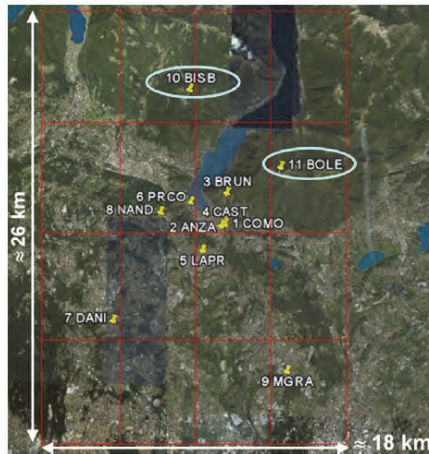 10 BISB
11 BOLE
3 BRUN
6 PRCO
8 NAND
4 CAST
2 ANZA
1 COMO
5 LAPR
7 DANI
9 MGRA
≈ 26 km
≈ 18 km